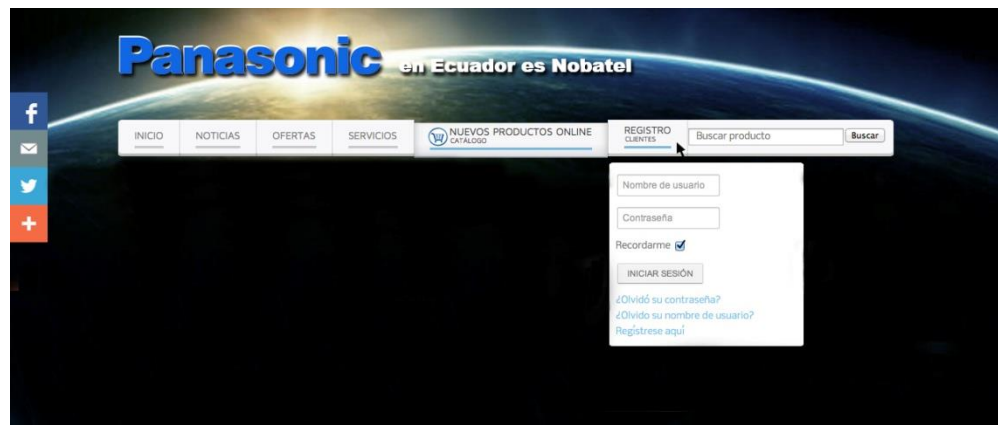 Panasonic en Ecuador es Nobatel
INICIO
NOTICIAS
OFERTAS
SERVICIOS
NUEVOS PRODUCTOS ONLINE
CATÁLOGO
REGISTRO
CLIENTES
Buscar producto
Buscar
Nombre de usuario
Contraseña
Recordarme
INICIAR SESIÓN
¿Olvidó su contraseña?
¿Olvido su nombre de usuario?
Regístrese aquí